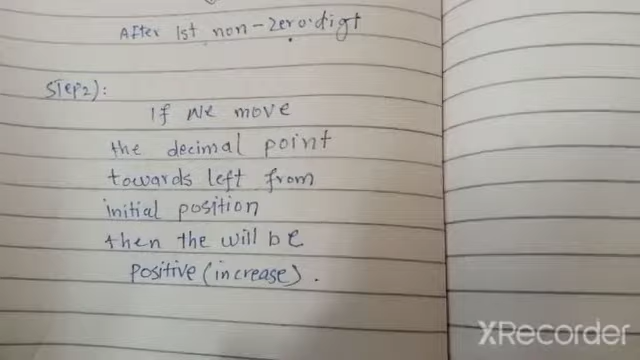 After 1st non-zero.digt
Step2):
If we move
the decimal point
towards left from
initial position
then the will be
positive (increase).
XRecorder